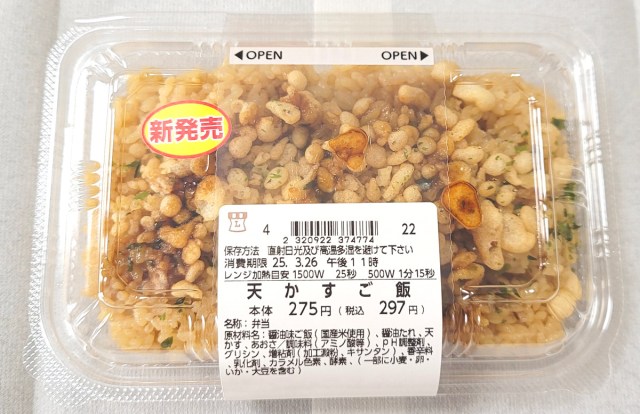 ◀OPEN OPEN▶
新発売
L 4 22
2 320922 374774
保存方法 直射日光及び高温多湿を避けて下さい
消費期限 25. 3.26 午後11時
レンジ加熱目安 1500W 25秒 500W 1分15秒
天かすご飯
本体 275円(税込 297円)
名称:弁当
原材料名:醤油味ご飯(国産米使用)、醤油たれ、天
かす、あおさ/調味料(アミノ酸等)、pH調整剤、
グリシン、増粘剤(加工澱粉、キサンタン)、香辛料
、乳化剤、カラメル色素、酵素、(一部に小麦・卵・
いか・大豆を含む)